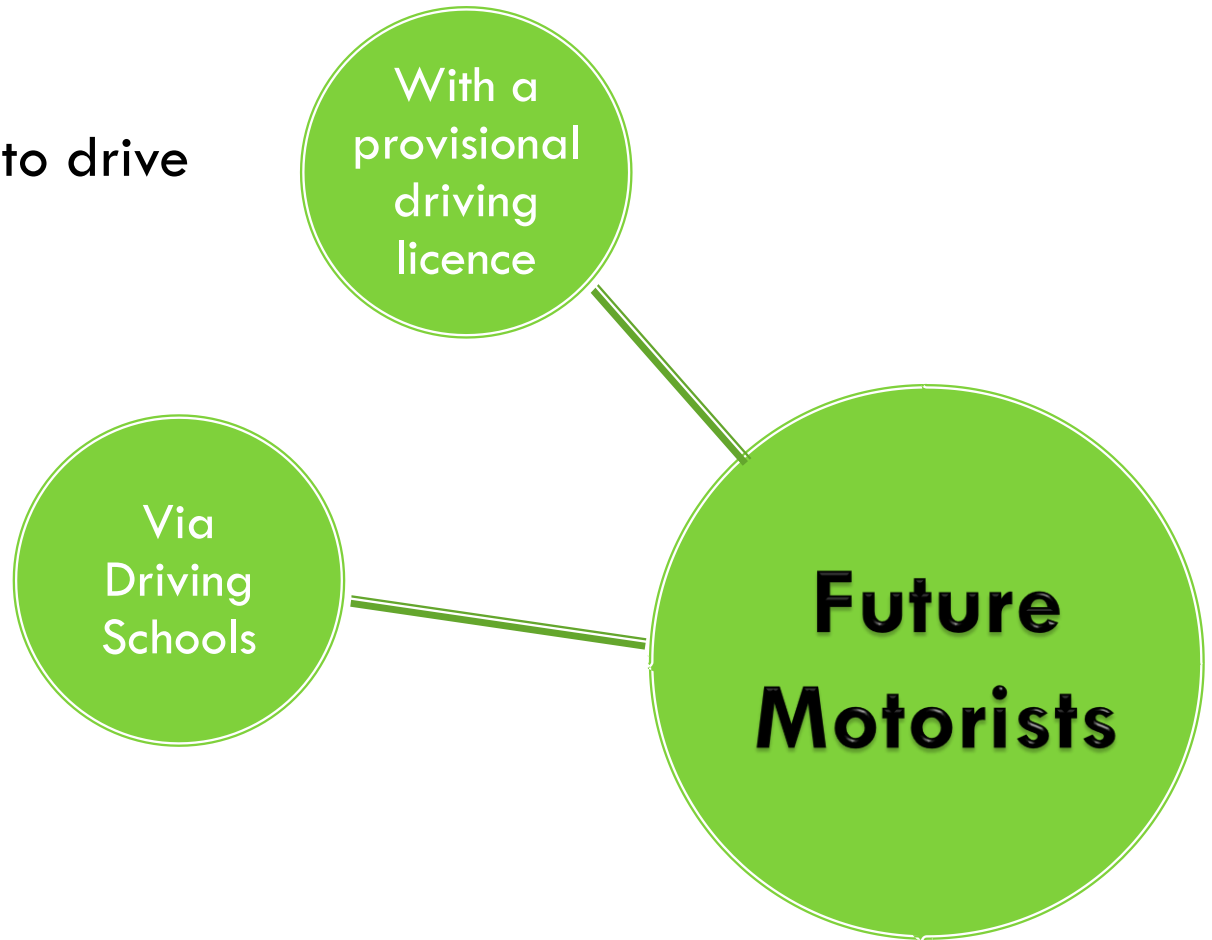 With a
provisional
driving
licence
to drive
Via
Driving
Schools
Future
Motorists